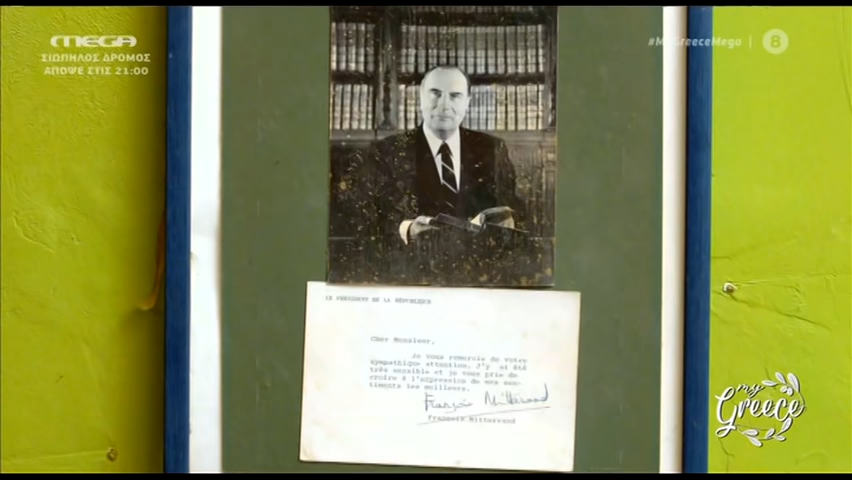 MEGA
ΣΙΩΠΗΛΟΣ ΔΡΟΜΟΣ
ΑΠΟΨΕ ΣΤΙΣ 21:00
#MyGreeceMega | 8
LE PRÉSIDENT DE LA RÉPUBLIQUE
Cher Monsieur,
Je vous remercie de votre
sympathique attention. J'y ai été
très sensible et je vous prie de
croire à l'expression de mes sen-
timents les meilleurs.
François Mitterrand
François Mitterrand
my
Greece